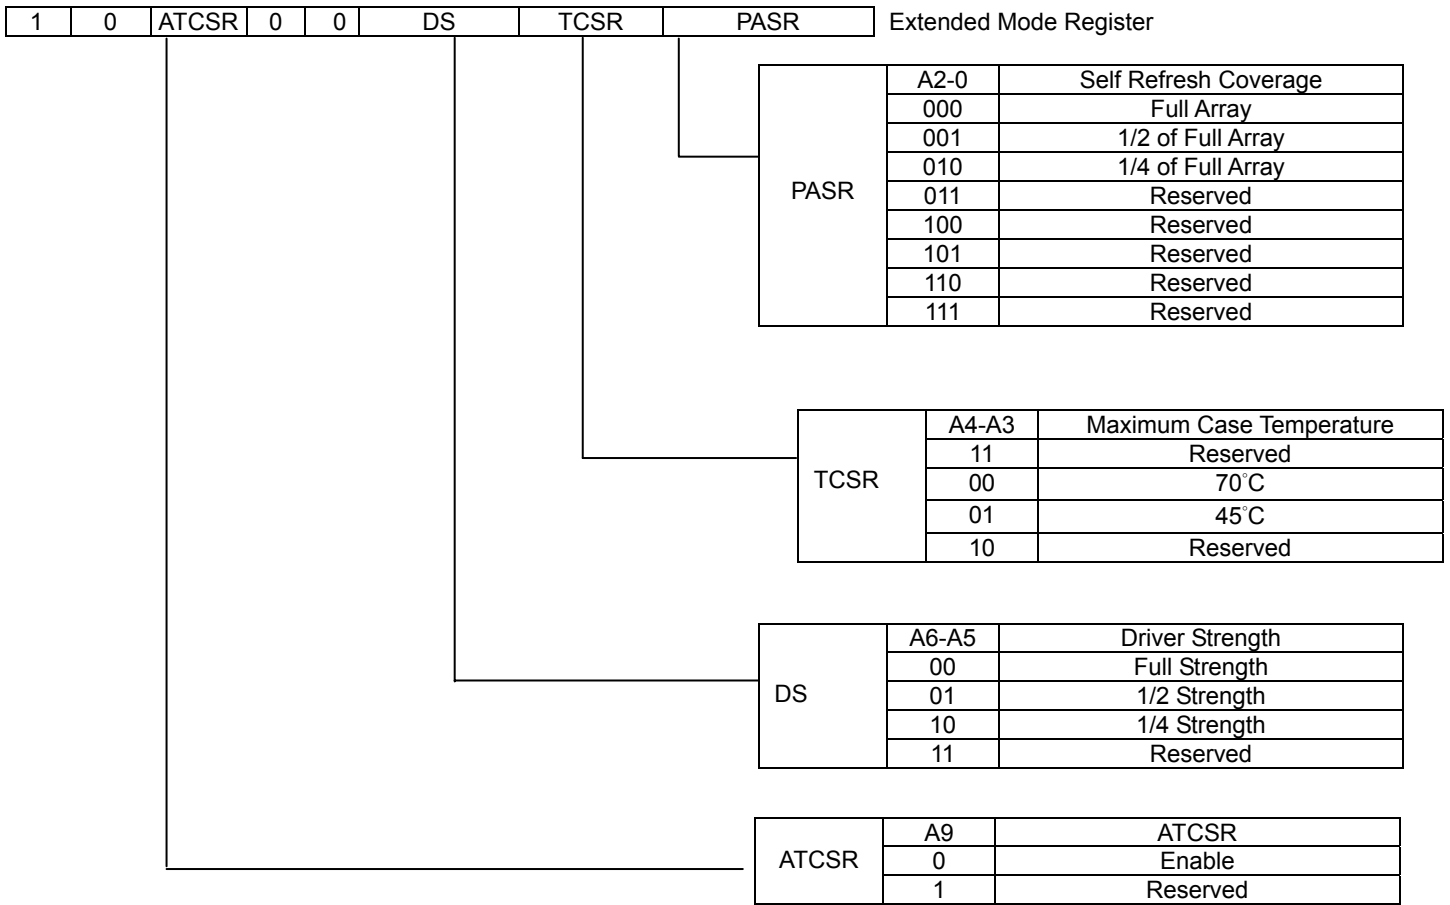 1 0 ATCSR 0 0 DS TCSR PASR Extended Mode Register
PASR
A2-0 Self Refresh Coverage
000 Full Array
001 1/2 of Full Array
010 1/4 of Full Array
011 Reserved
100 Reserved
101 Reserved
110 Reserved
111 Reserved
TCSR
A4-A3 Maximum Case Temperature
11 Reserved
00 70°C
01 45°C
10 Reserved
DS
A6-A5 Driver Strength
00 Full Strength
01 1/2 Strength
10 1/4 Strength
11 Reserved
ATCSR
A9 ATCSR
0 Enable
1 Reserved